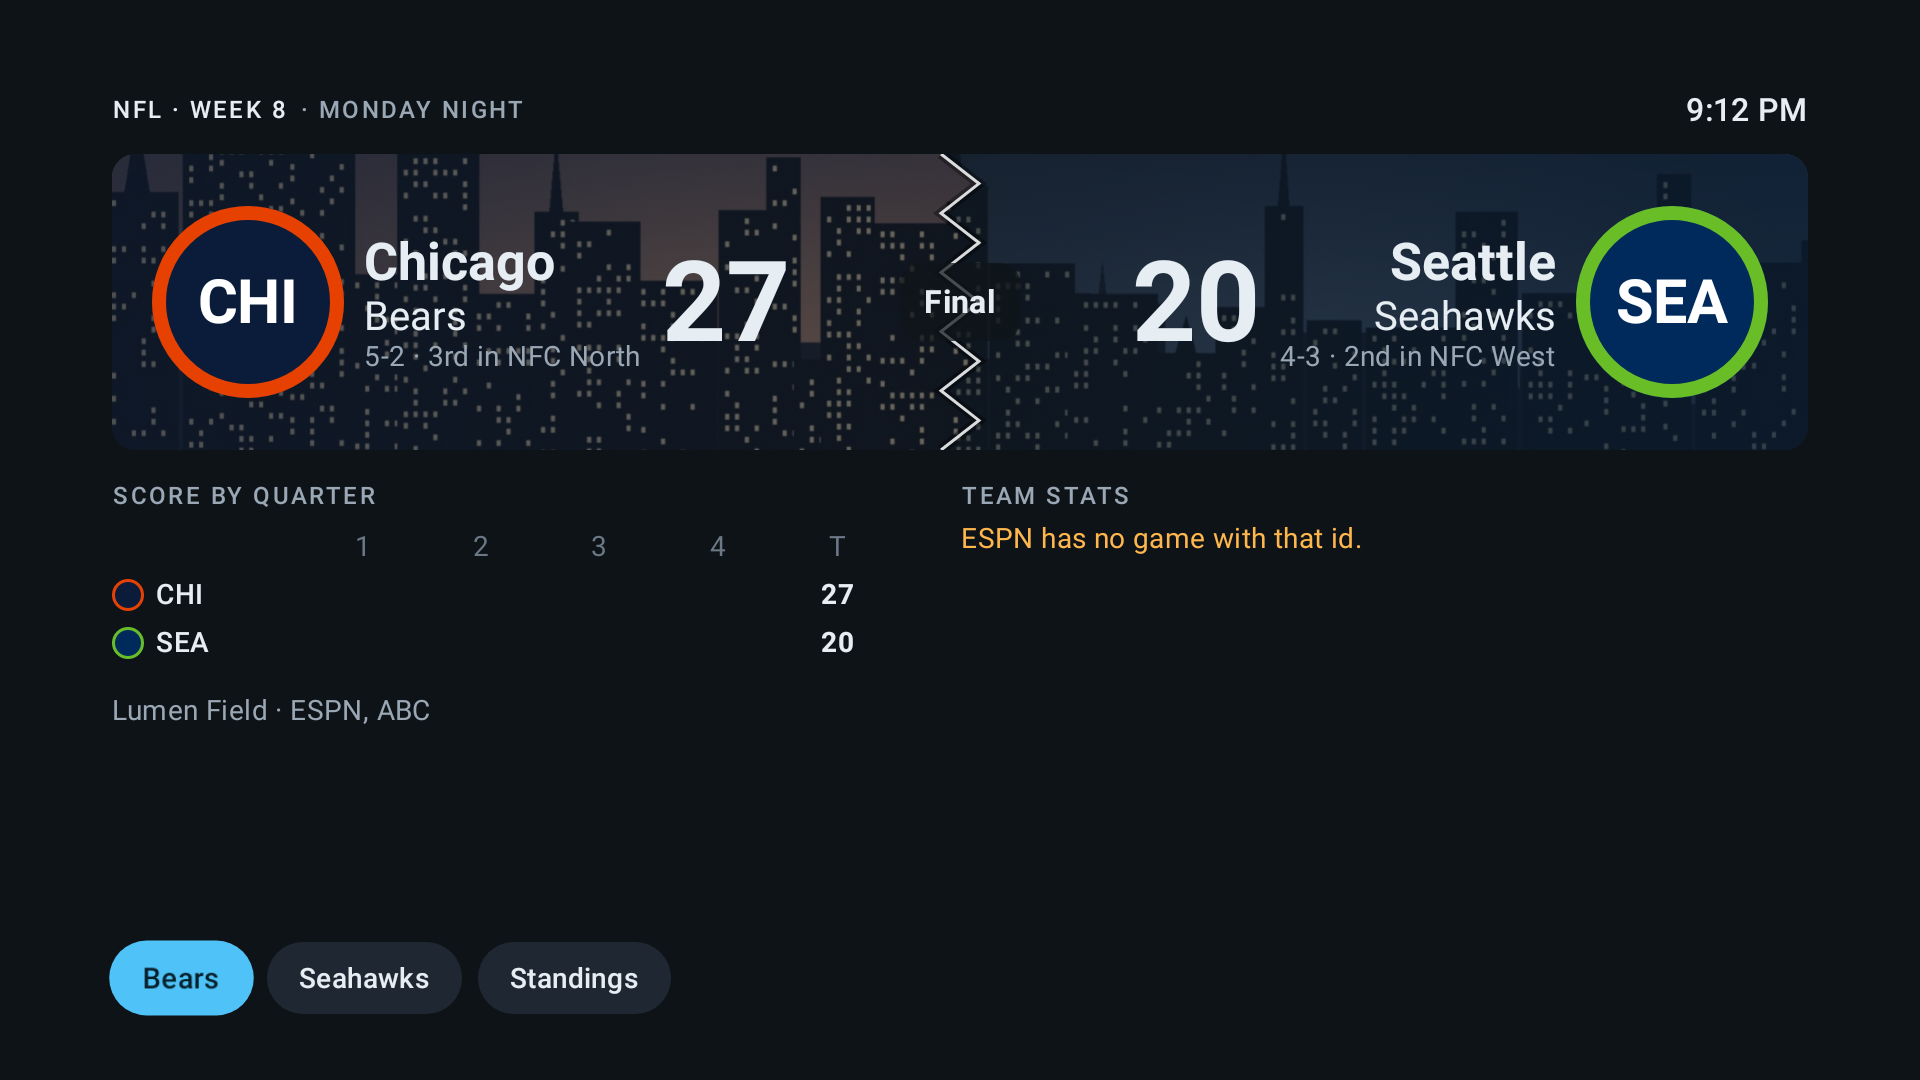 NFL · WEEK 8 · MONDAY NIGHT
9:12 PM
CHI
Chicago
Bears
5-2 · 3rd in NFC North
27
Final
20
Seattle
Seahawks
4-3 · 2nd in NFC West
SEA
SCORE BY QUARTER
1 2 3 4 T
CHI 27
SEA 20
Lumen Field · ESPN, ABC
TEAM STATS
ESPN has no game with that id.
Bears Seahawks Standings